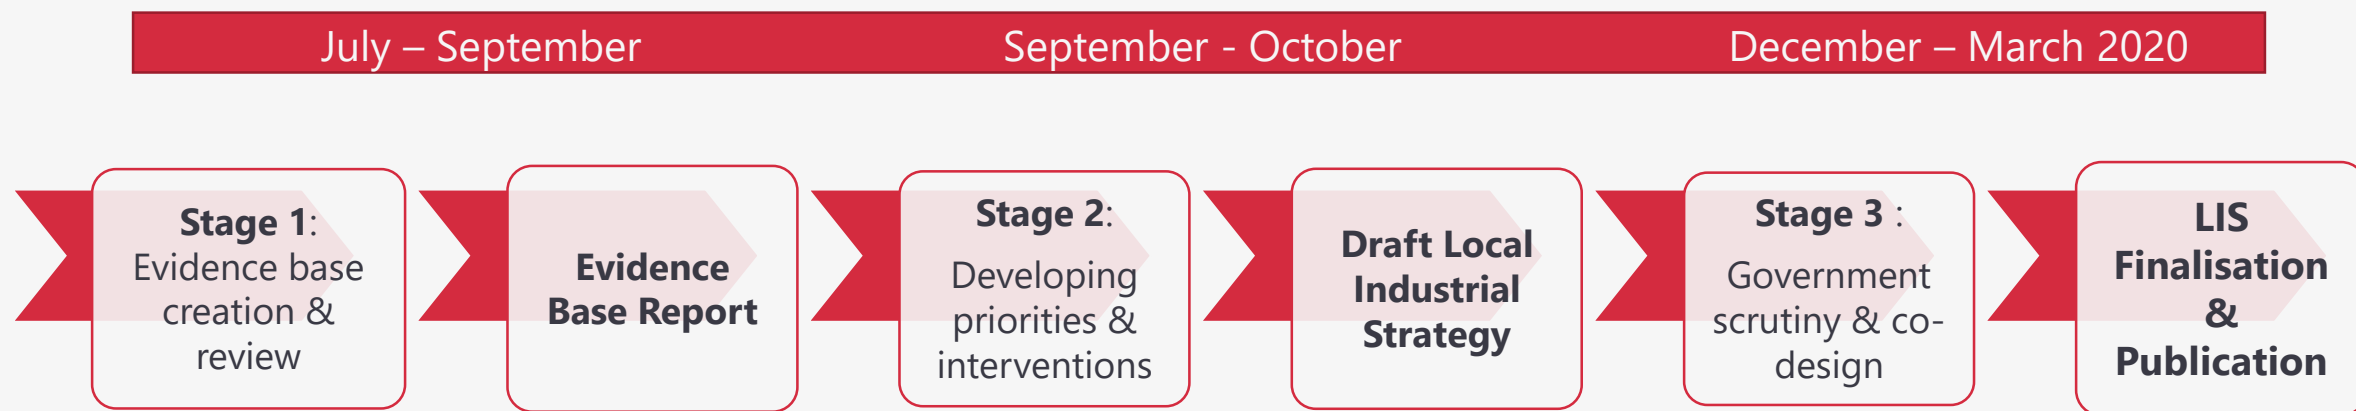 July – September
September - October
December – March 2020
Stage 1:
Evidence base
creation &
review
Evidence
Base Report
Stage 2:
Developing
priorities &
interventions
Draft Local
Industrial
Strategy
Stage 3 :
Government
scrutiny & co-
design
LIS
Finalisation
&
Publication